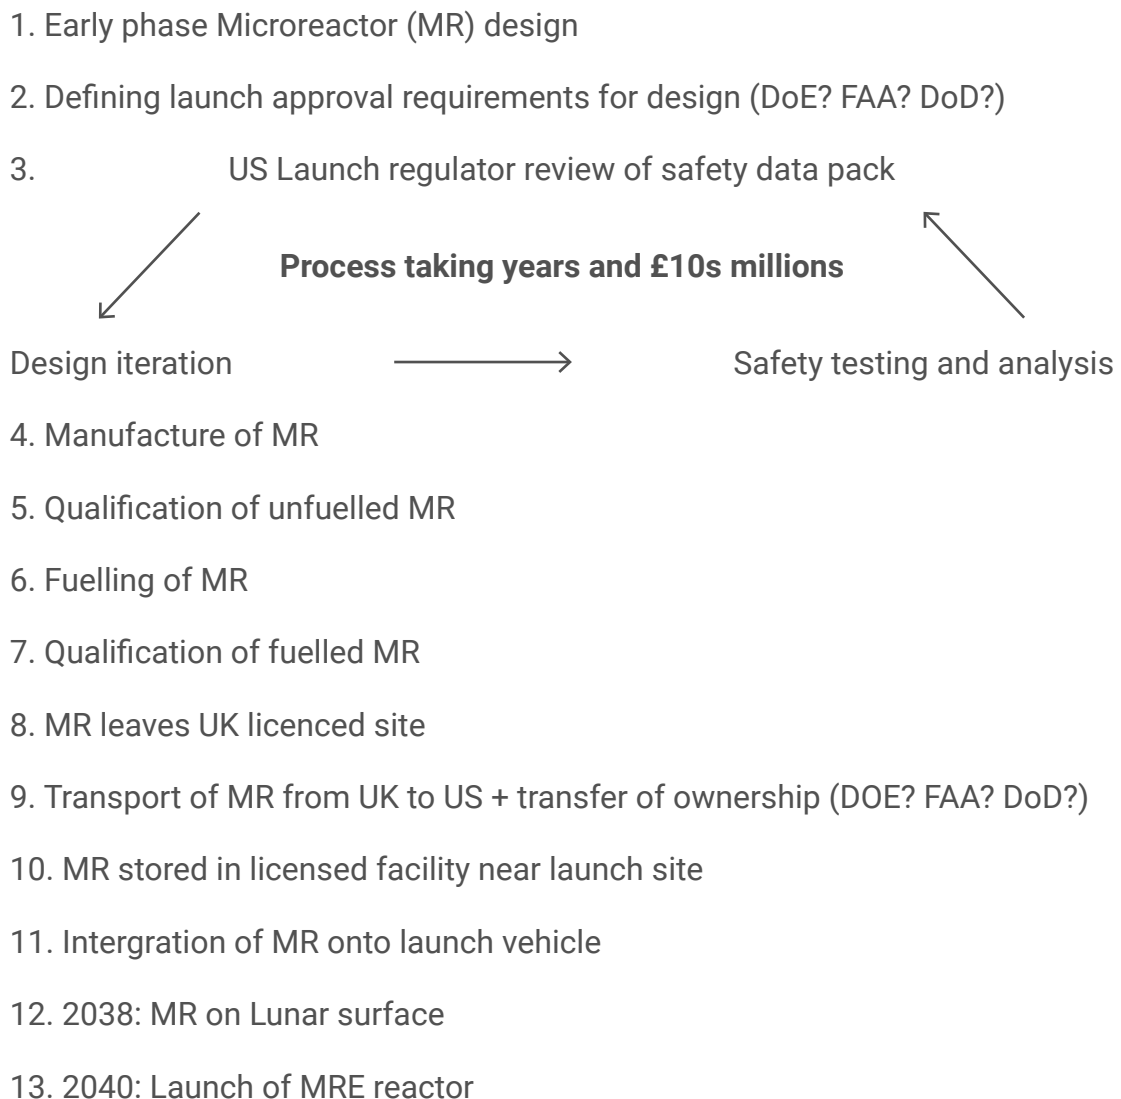 1. Early phase Microreactor (MR) design
2. Defining launch approval requirements for design (DoE? FAA? DoD?)
3. US Launch regulator review of safety data pack
Process taking years and £10s millions
Design iteration
Safety testing and analysis
4. Manufacture of MR
5. Qualification of unfuelled MR
6. Fuelling of MR
7. Qualification of fuelled MR
8. MR leaves UK licenced site
9. Transport of MR from UK to US + transfer of ownership (DOE? FAA? DoD?)
10. MR stored in licensed facility near launch site
11. Intergration of MR onto launch vehicle
12. 2038: MR on Lunar surface
13. 2040: Launch of MRE reactor